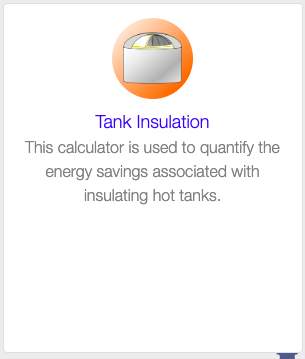 Tank Insulation
This calculator is used to quantify the
energy savings associated with
insulating hot tanks.